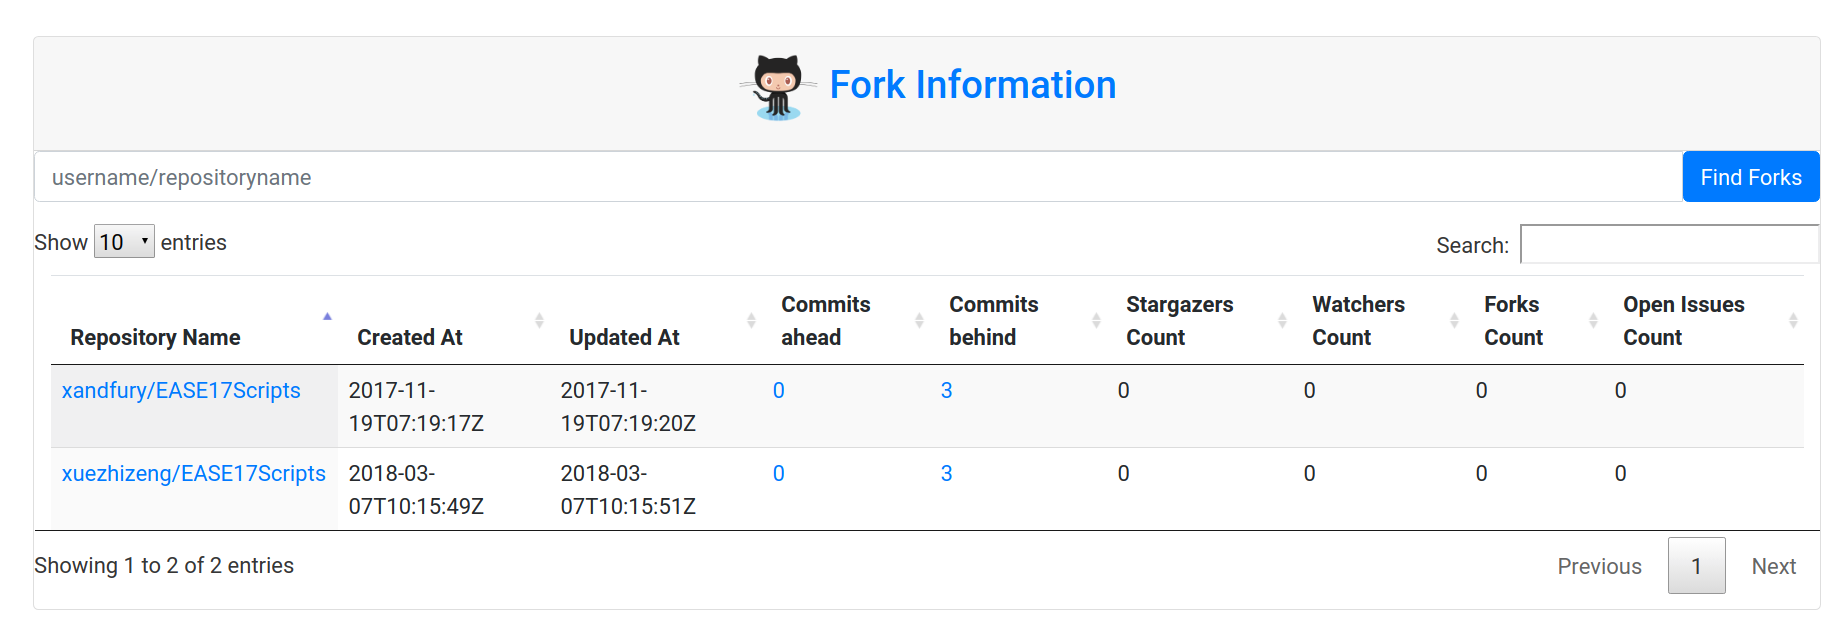 Fork Information
username/repositoryname
Find Forks
Show 10 entries
Search:
Repository Name
Created At
Updated At
Commits
ahead
Commits
behind
Stargazers
Count
Watchers
Count
Forks
Count
Open Issues
Count
xandfury/EASE17Scripts
2017-11-
19T07:19:17Z
2017-11-
19T07:19:20Z
0
3
0
0
0
0
xuezhizeng/EASE17Scripts
2018-03-
07T10:15:49Z
2018-03-
07T10:15:51Z
0
3
0
0
0
0
Showing 1 to 2 of 2 entries
Previous
1
Next